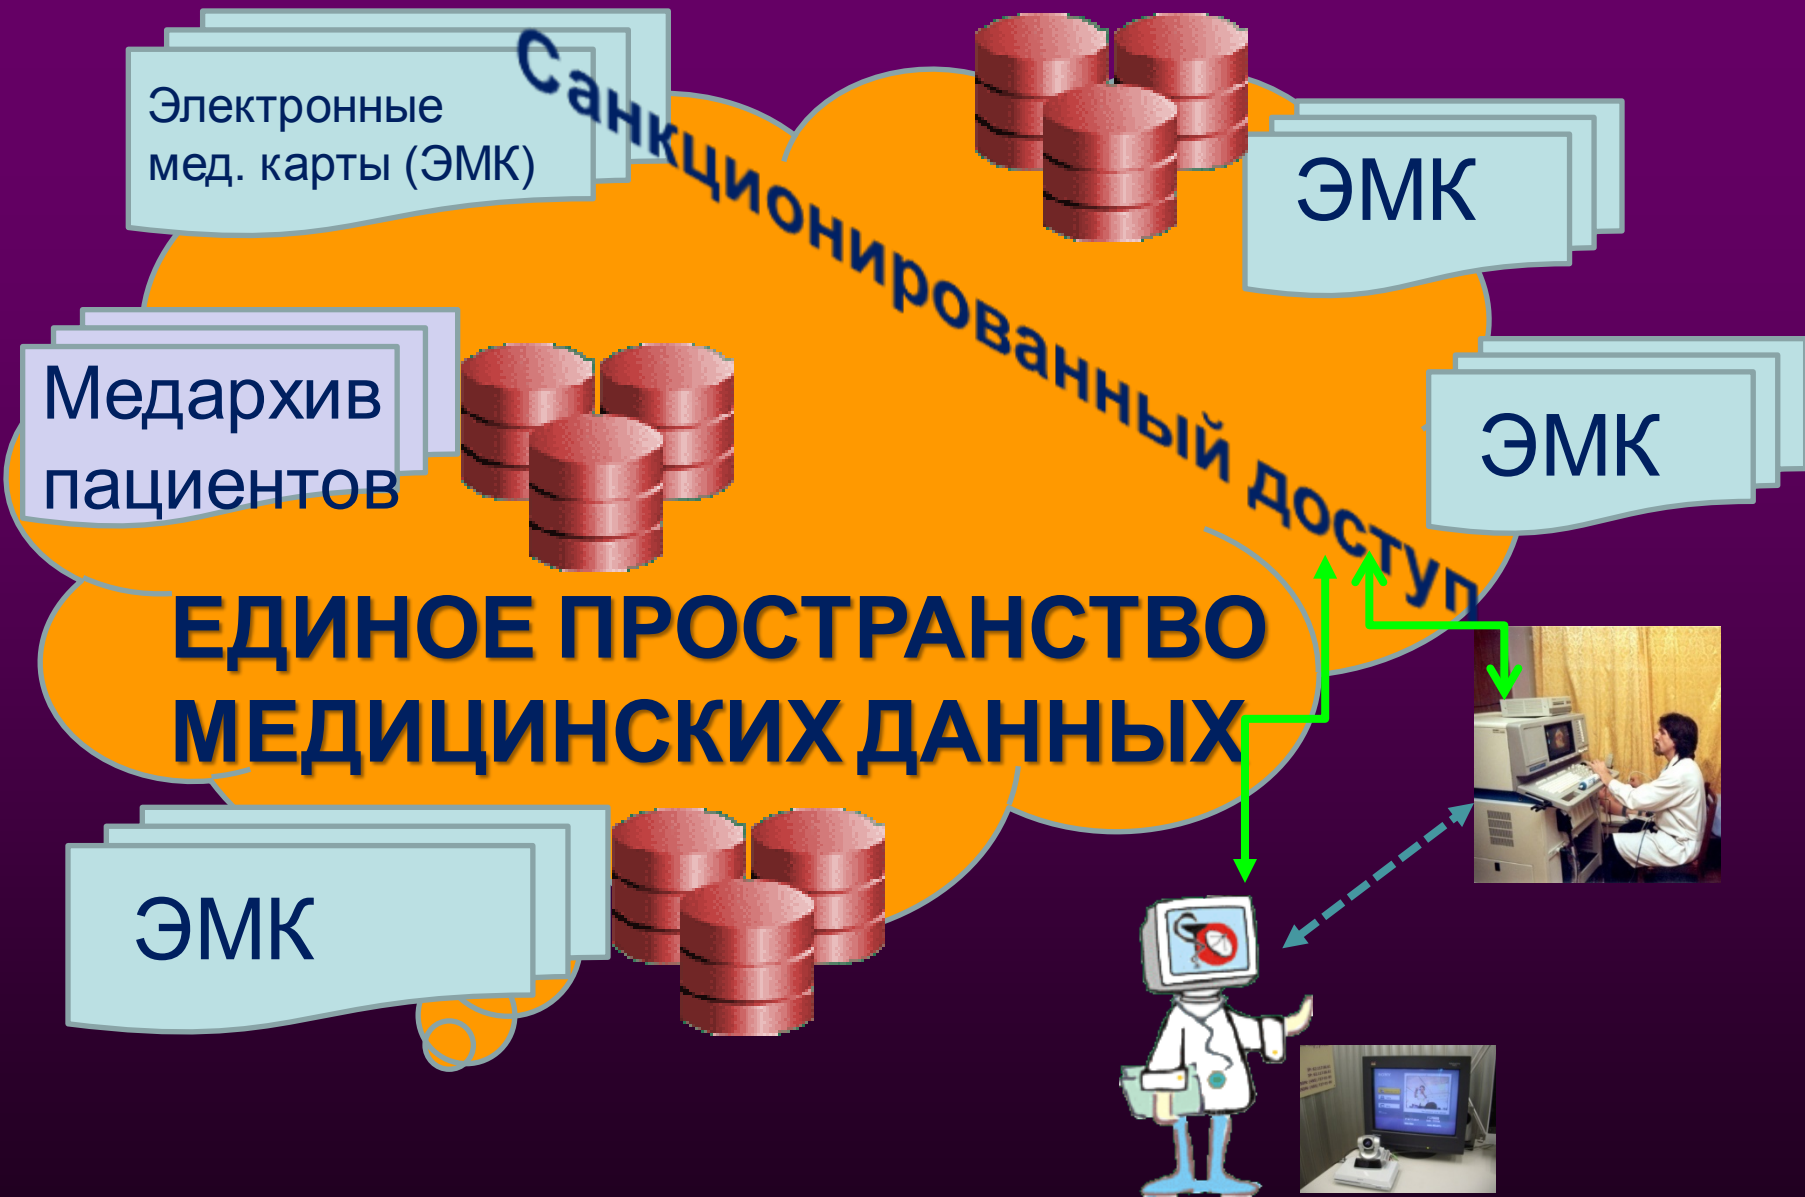 Электронные
мед. карты (ЭМК)
Санкционированный доступ
ЭМК
Медархив
пациентов
ЭМК
ЕДИНОЕ ПРОСТРАНСТВО
МЕДИЦИНСКИХ ДАННЫХ
ЭМК